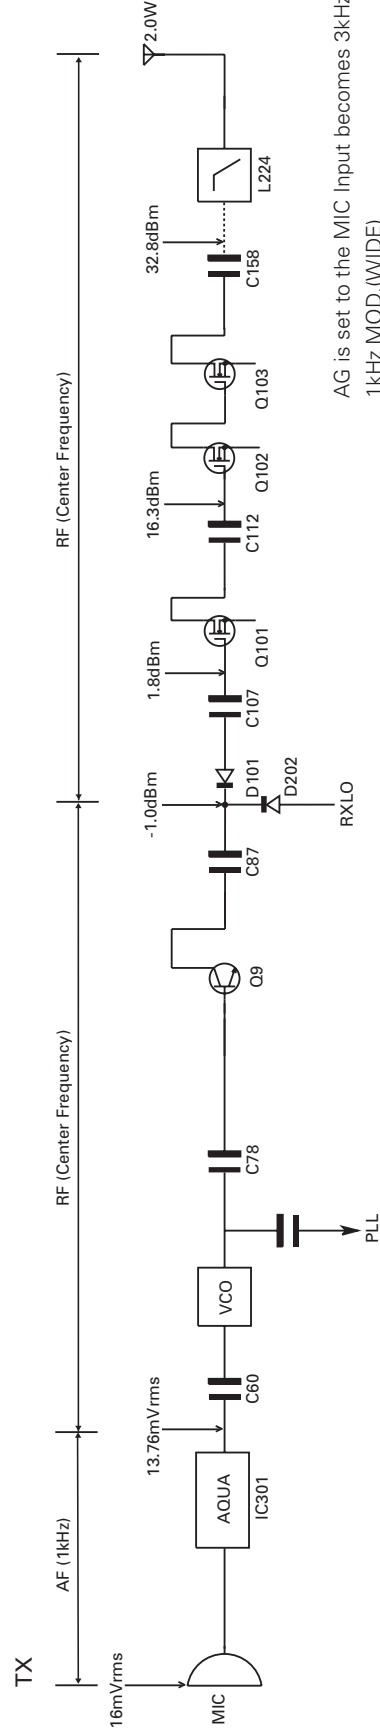 TX
AF (1kHz)
RF (Center Frequency)
RF (Center Frequency)
16mVrms
13.76mVrms
-1.0dBm
1.8dBm
16.3dBm
32.8dBm
2.0W
MIC
AQUA
IC301
C60
VCO
PLL
C78
Q9
C87
D101
D202
RXLO
C107
Q101
C112
Q102
Q103
C158
L224
AG is set to the MIC Input becomes 3kHz
1kHz MOD.(WIDE)